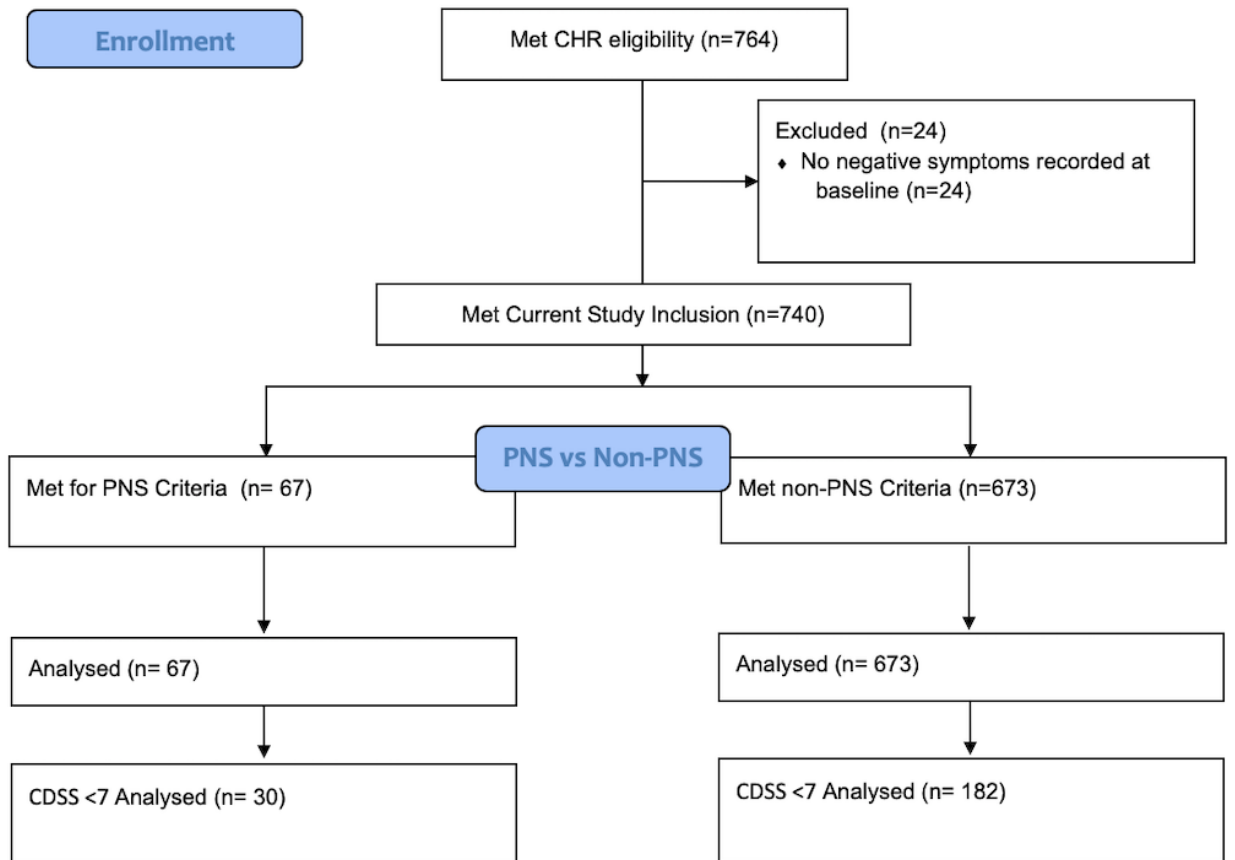 Enrollment
Met CHR eligibility (n=764)
Excluded (n=24)
♦ No negative symptoms recorded at
baseline (n=24)
Met Current Study Inclusion (n=740)
PNS vs Non-PNS
Met for PNS Criteria (n= 67)
Met non-PNS Criteria (n=673)
Analysed (n= 67)
Analysed (n= 673)
CDSS <7 Analysed (n= 30)
CDSS <7 Analysed (n= 182)